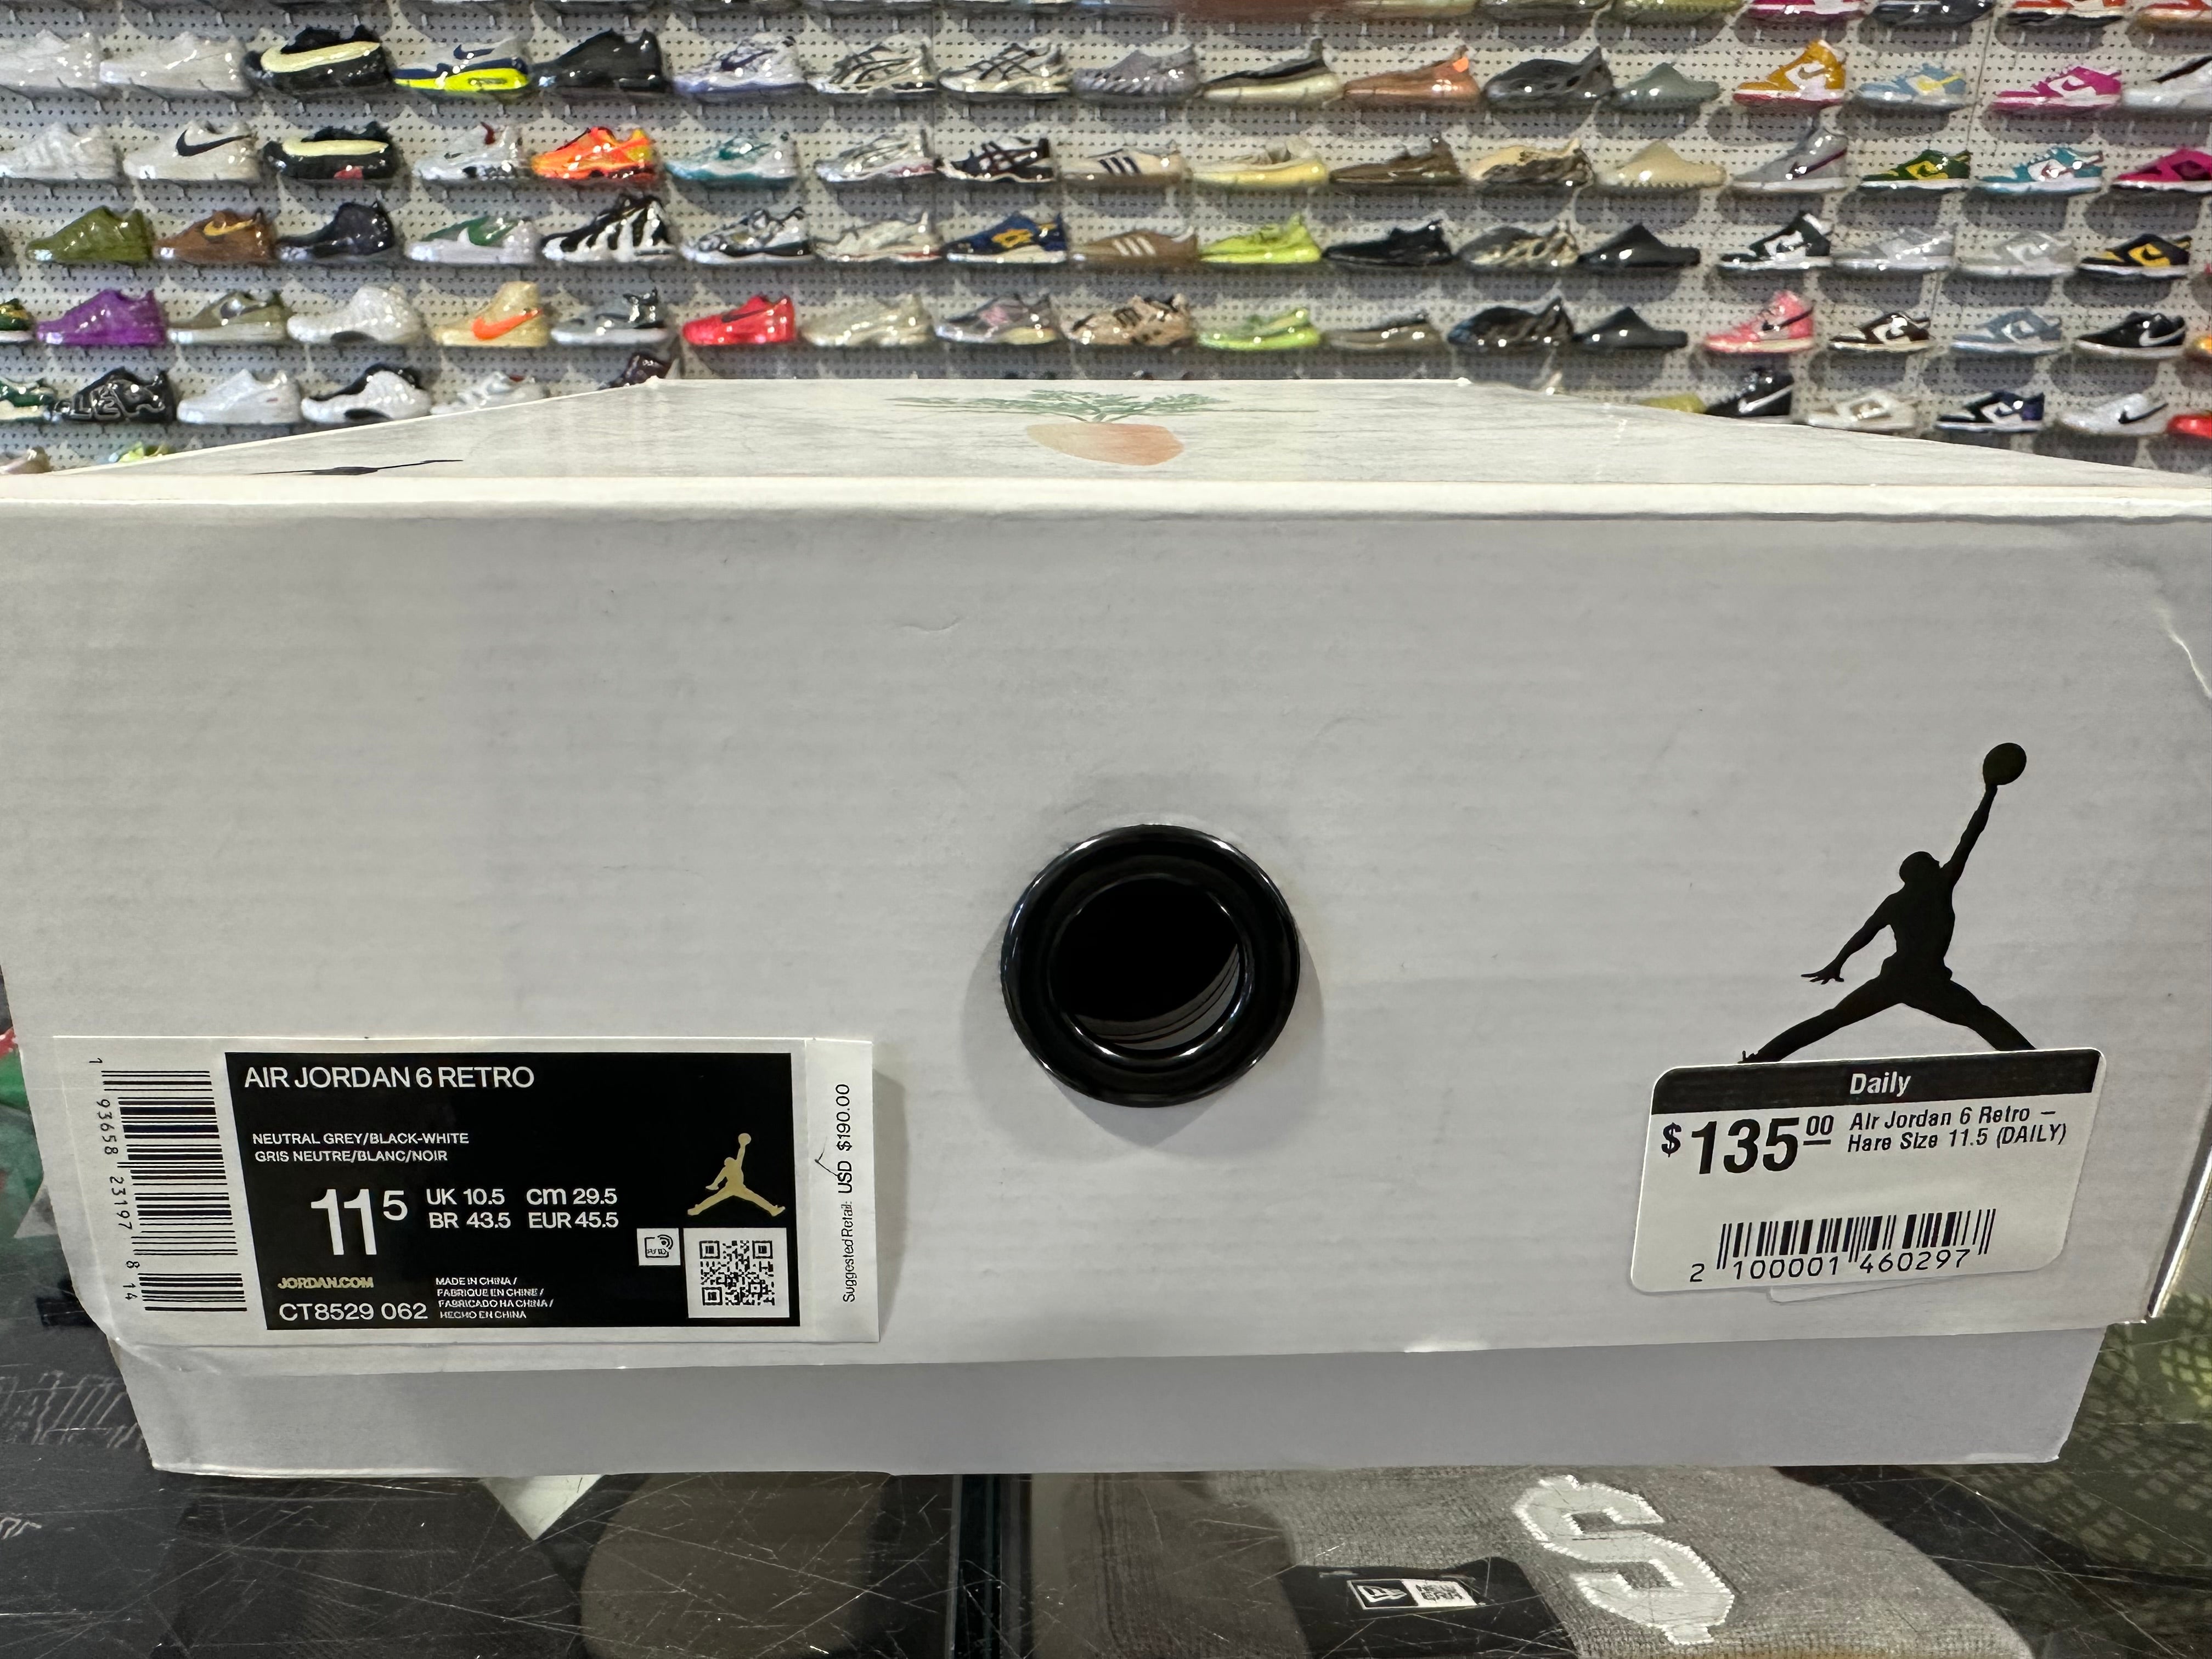 AIR JORDAN 6 RETRO
NEUTRAL GREY/BLACK-WHITE
GRIS NEUTRE/BLANC/NOIR
11 5
UK 10.5 cm 29.5
BR 43.5 EUR 45.5
JORDAN.COM
CT8529 062
MADE IN CHINA /
FABRIQUE EN CHINE /
FABRICADO NA CHINA /
HECHO EN CHINA
1 93658 23197 8 14
Suggested Retail: USD $190.00
Daily
$135.00
Air Jordan 6 Retro –
Hare Size 11.5 (DAILY)
2 100001 460297
NEW
ERA
S